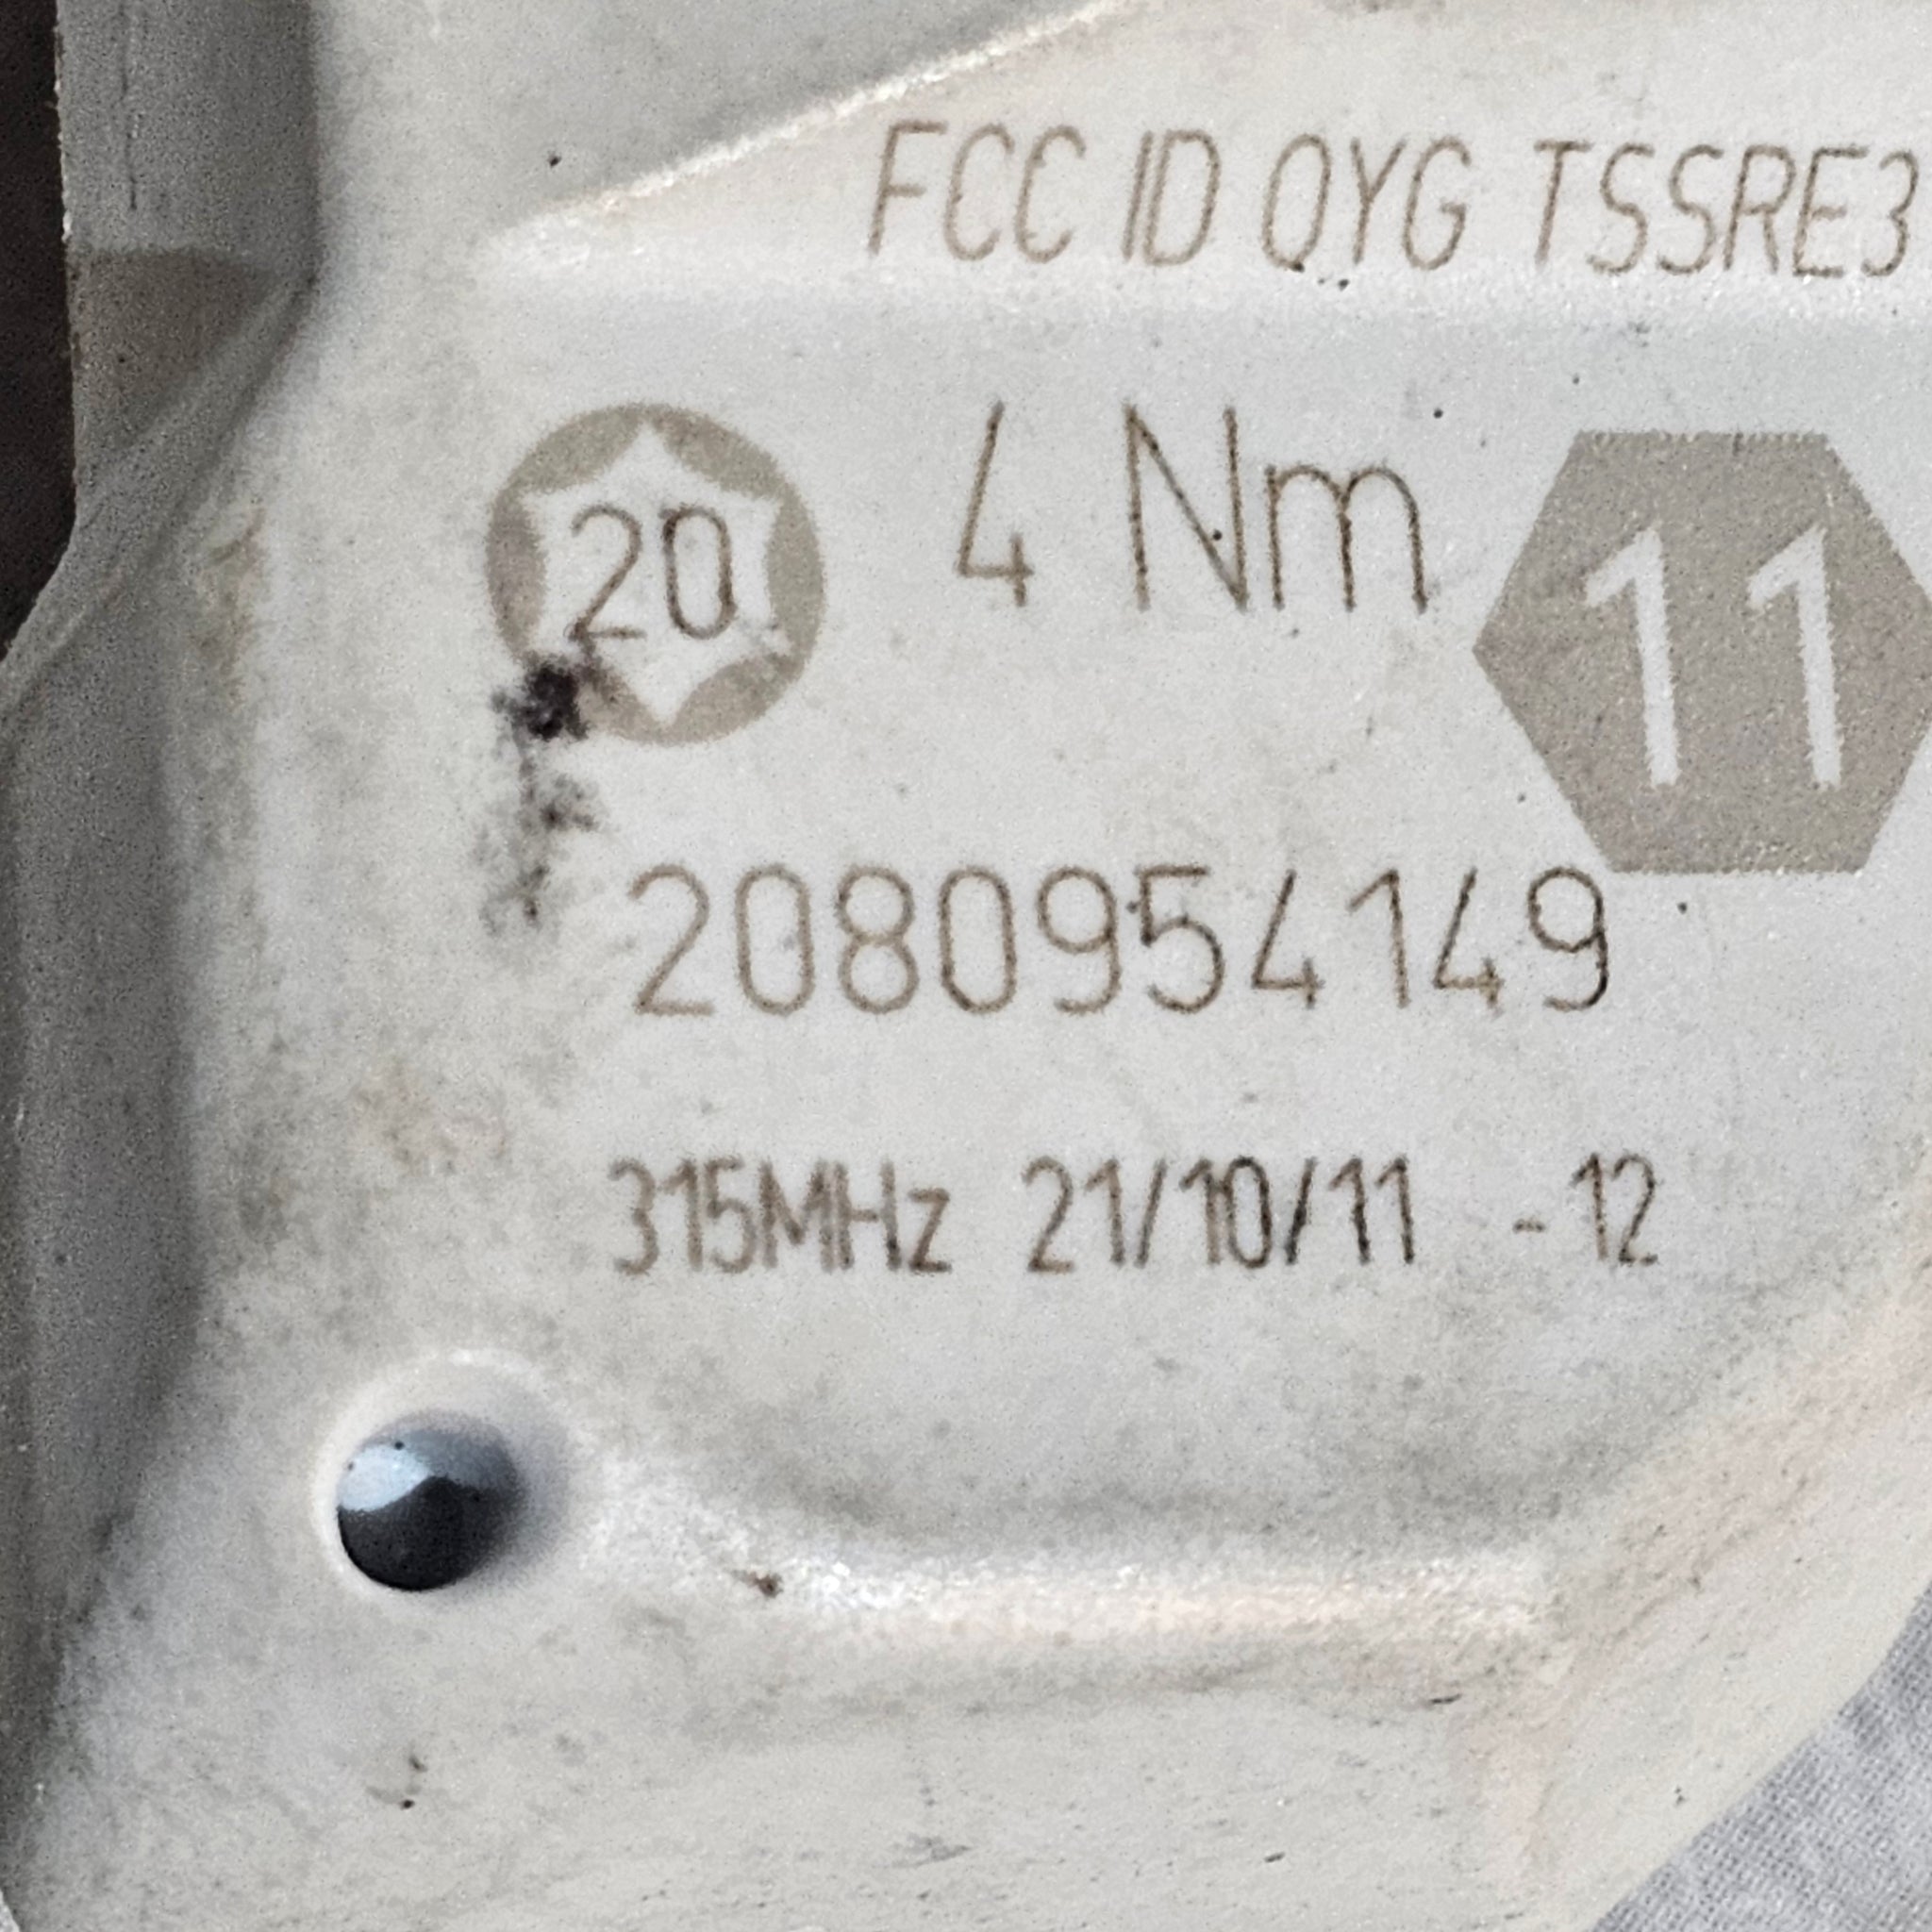 FCC ID QYG TSSRE3
20 4 Nm 11
2080954149
315MHz 21/10/11 -12